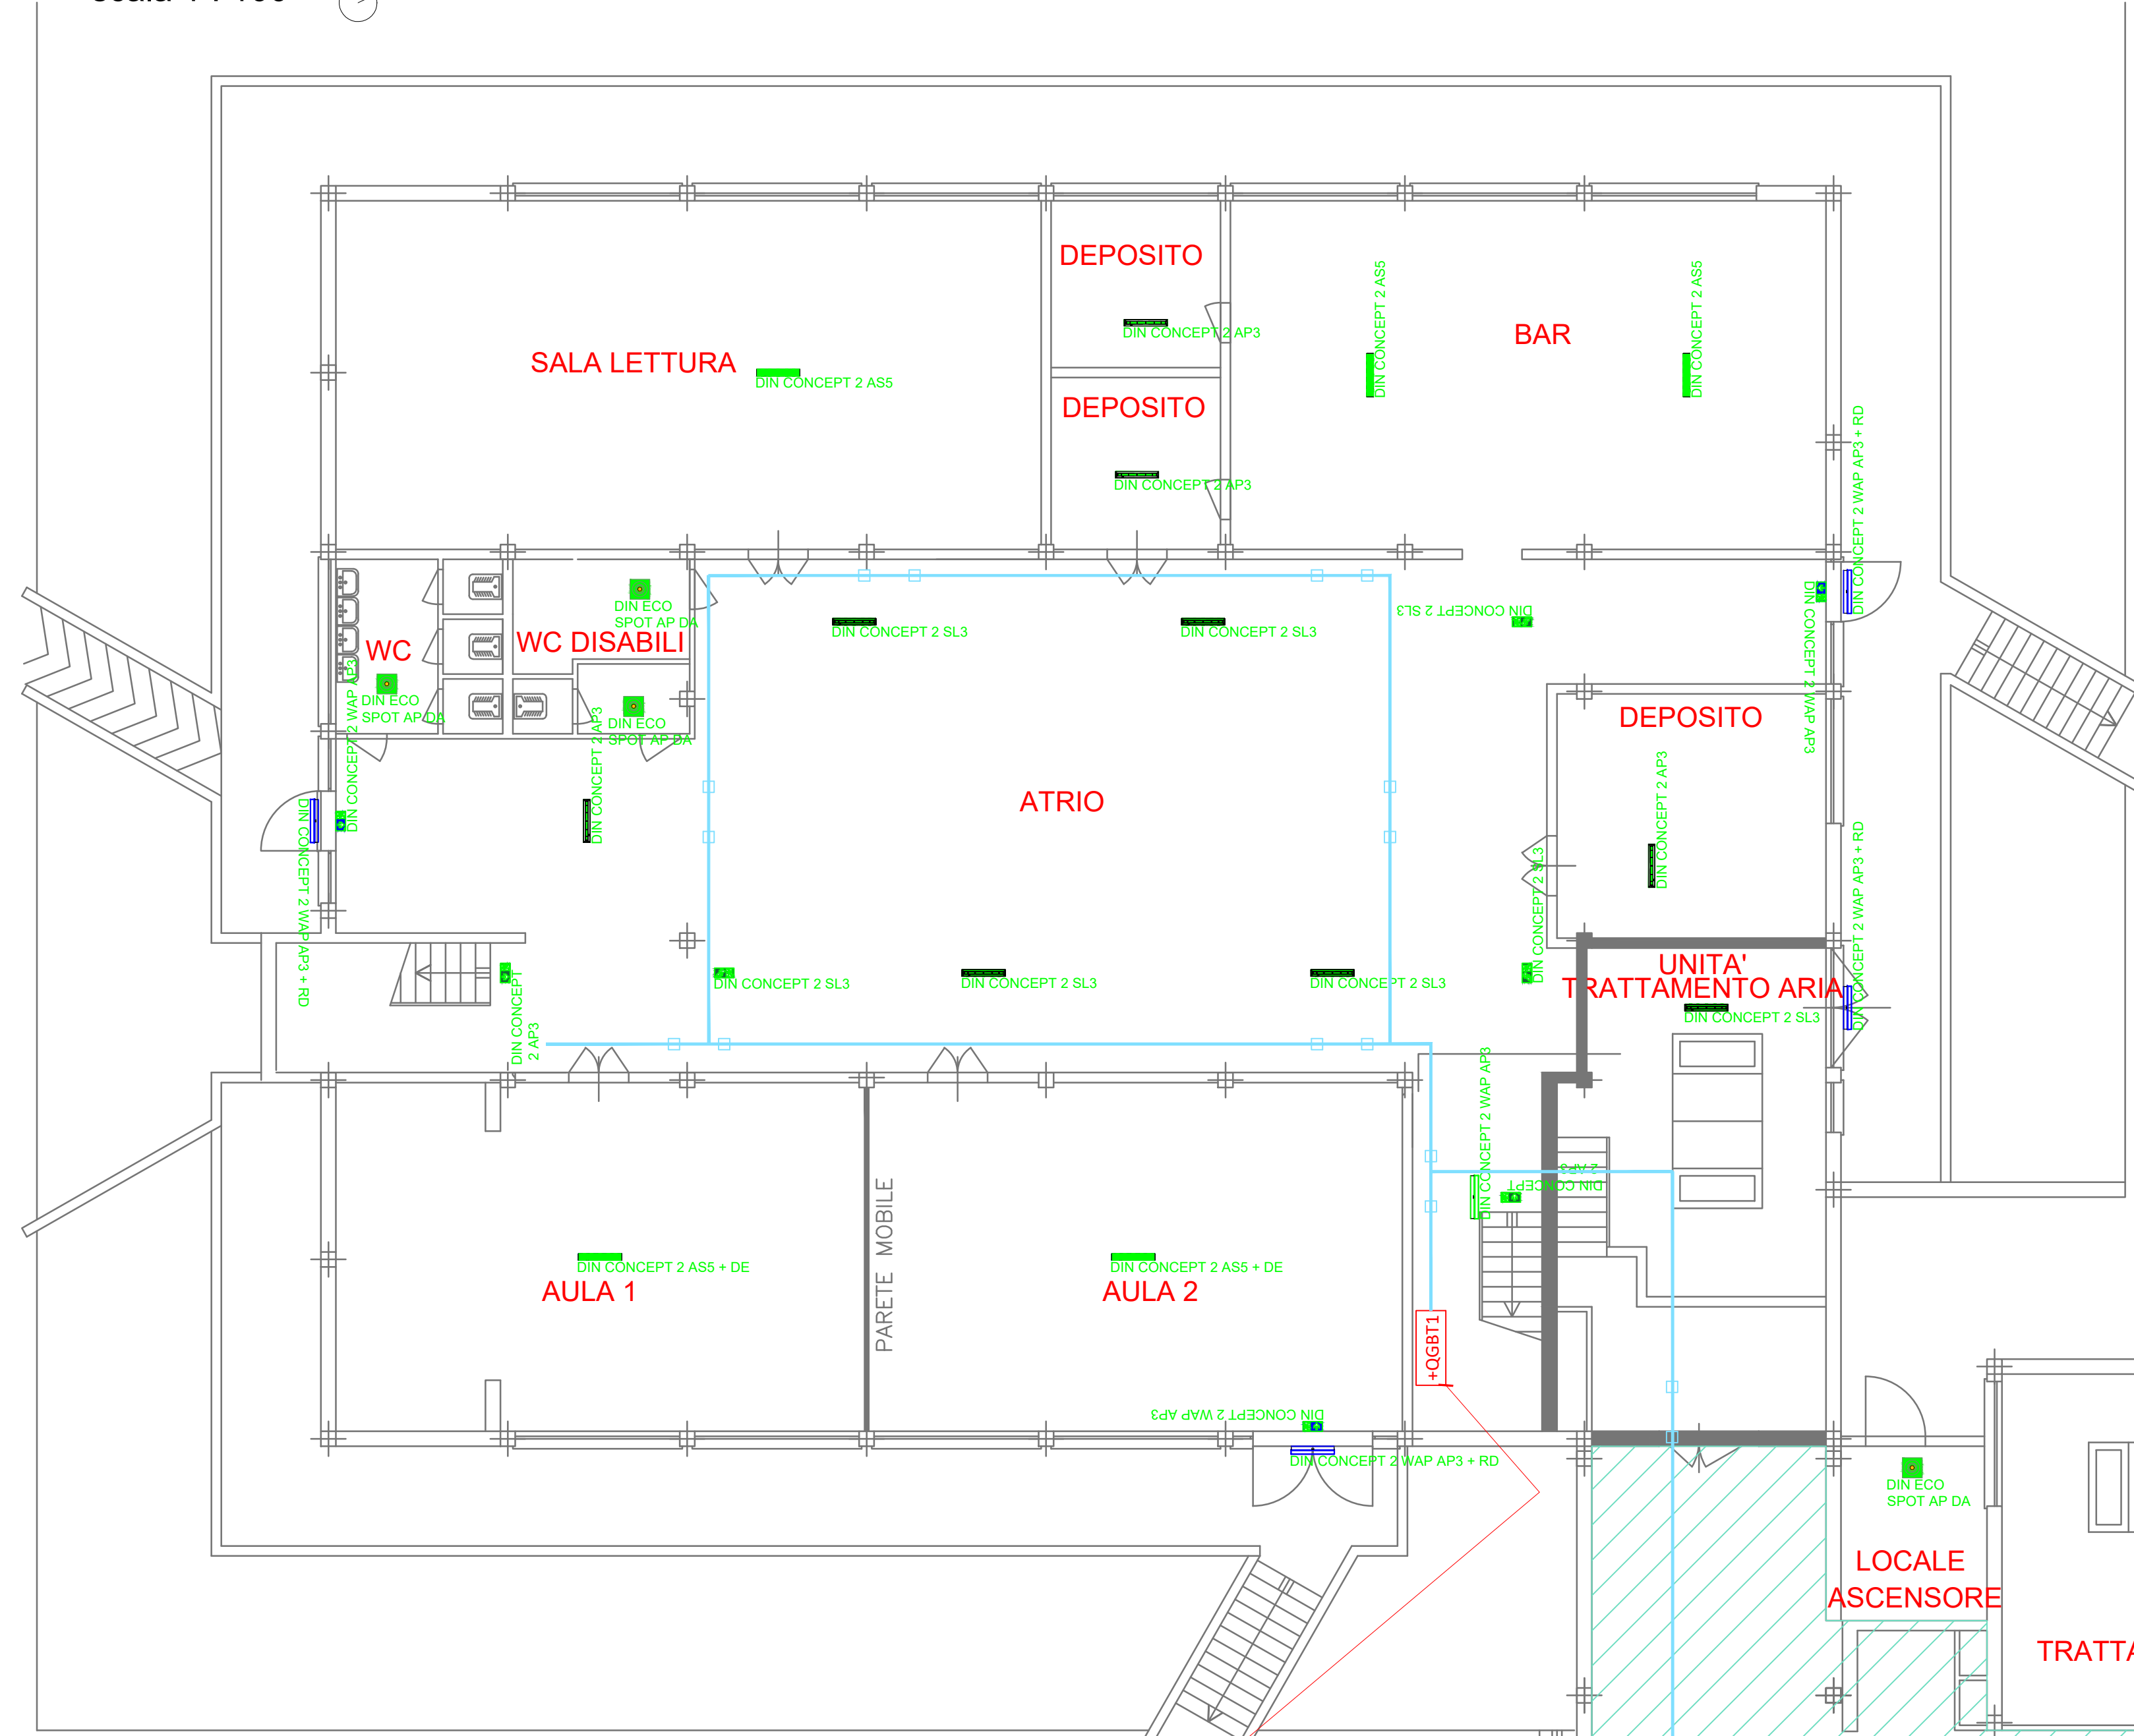 DEPOSITO
DIN CONCEPT 2 AP3
DIN CONCEPT 2 AS5
DIN CONCEPT 2 AS5
BAR
SALA LETTURA
DIN CONCEPT 2 AS5
DEPOSITO
DIN CONCEPT 2 AP3
DIN CONCEPT 2 WAP AP3 + RD
DIN ECO
SPOT AP DA
WC DISABILI
WC
DIN ECO
SPOT AP DA
DIN CONCEPT 2 WAP AP3
DIN ECO
SPOT AP DA
DIN CONCEPT 2 AP3
DIN CONCEPT 2 SL3
DIN CONCEPT 2 SL3
DIN CONCEPT 2 SL3
DIN CONCEPT 2 WAP AP3
DEPOSITO
DIN CONCEPT 2 AP3
ATRIO
DIN CONCEPT 2 WAP AP3 + RD
DIN CONCEPT 2 SL3
DIN CONCEPT 2 WAP AP3 + RD
UNITA'
TRATTAMENTO ARIA
DIN CONCEPT 2 SL3
DIN CONCEPT
2 AP3
DIN CONCEPT 2 SL3
DIN CONCEPT 2 SL3
DIN CONCEPT 2 SL3
DIN CONCEPT 2 WAP AP3
DIN CONCEPT
2 AP3
PARETE MOBILE
DIN CONCEPT 2 AS5 + DE
AULA 1
DIN CONCEPT 2 AS5 + DE
AULA 2
+QGBT1
DIN CONCEPT 2 WAP AP3
DIN CONCEPT 2 WAP AP3 + RD
DIN ECO
SPOT AP DA
LOCALE
ASCENSORE